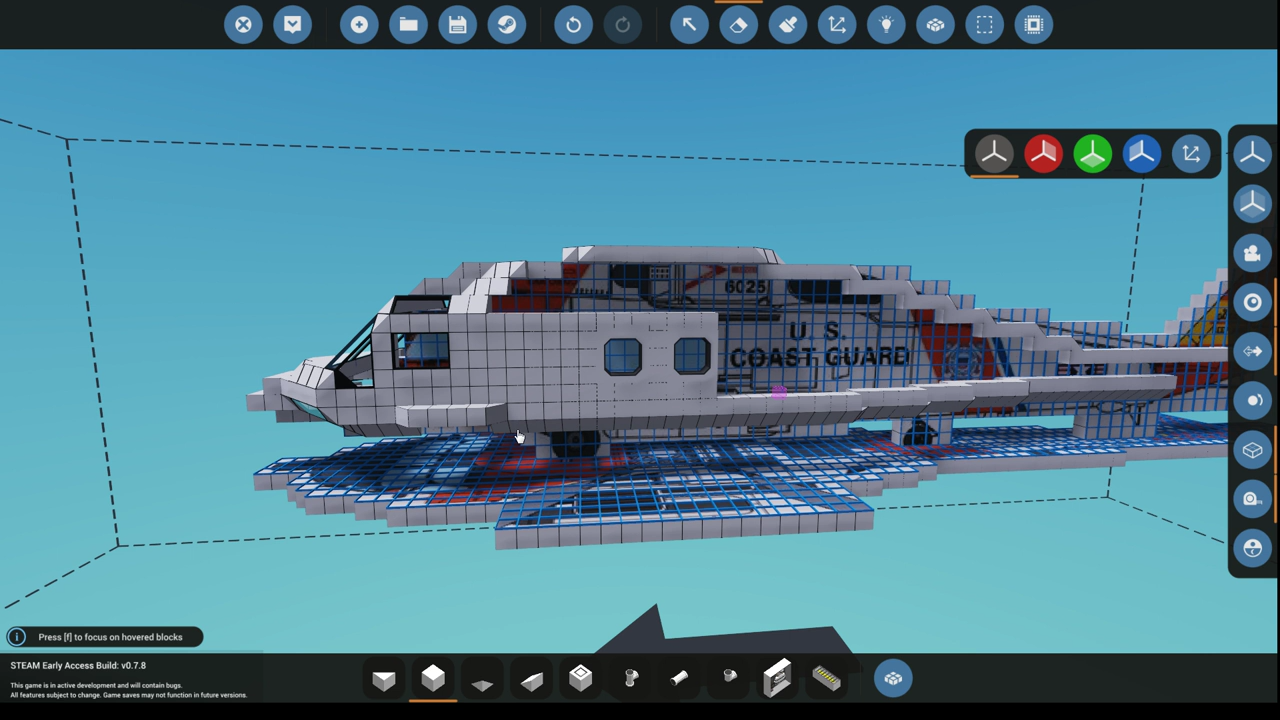 6025
U. S.
COAST GUARD
Press [f] to focus on hovered blocks
STEAM Early Access Build: v0.7.8
This game is in active development and will contain bugs.
All features subject to change. Game saves may not function in future versions.